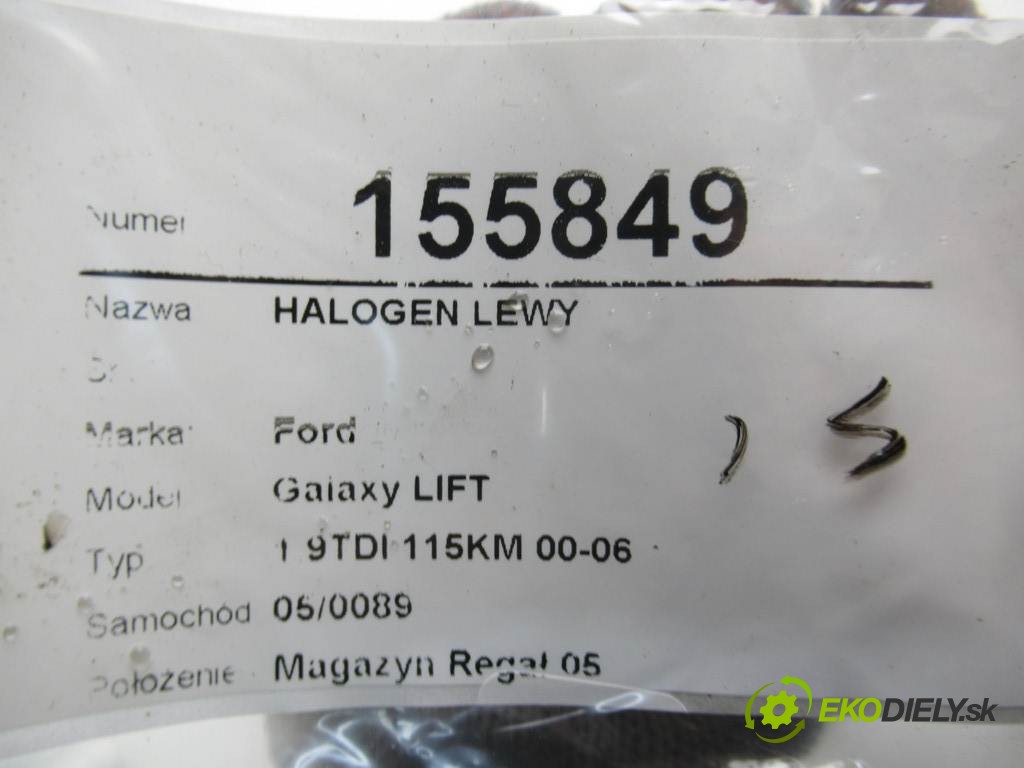 Numer 155849
Nazwa HALOGEN LEWY
Marka Ford
Model Galaxy LIFT
Typ 1.9TDI 115KM 00-06
Samochód 05/0089
Położenie Magazyn Regał 05
EKODIELY.sk